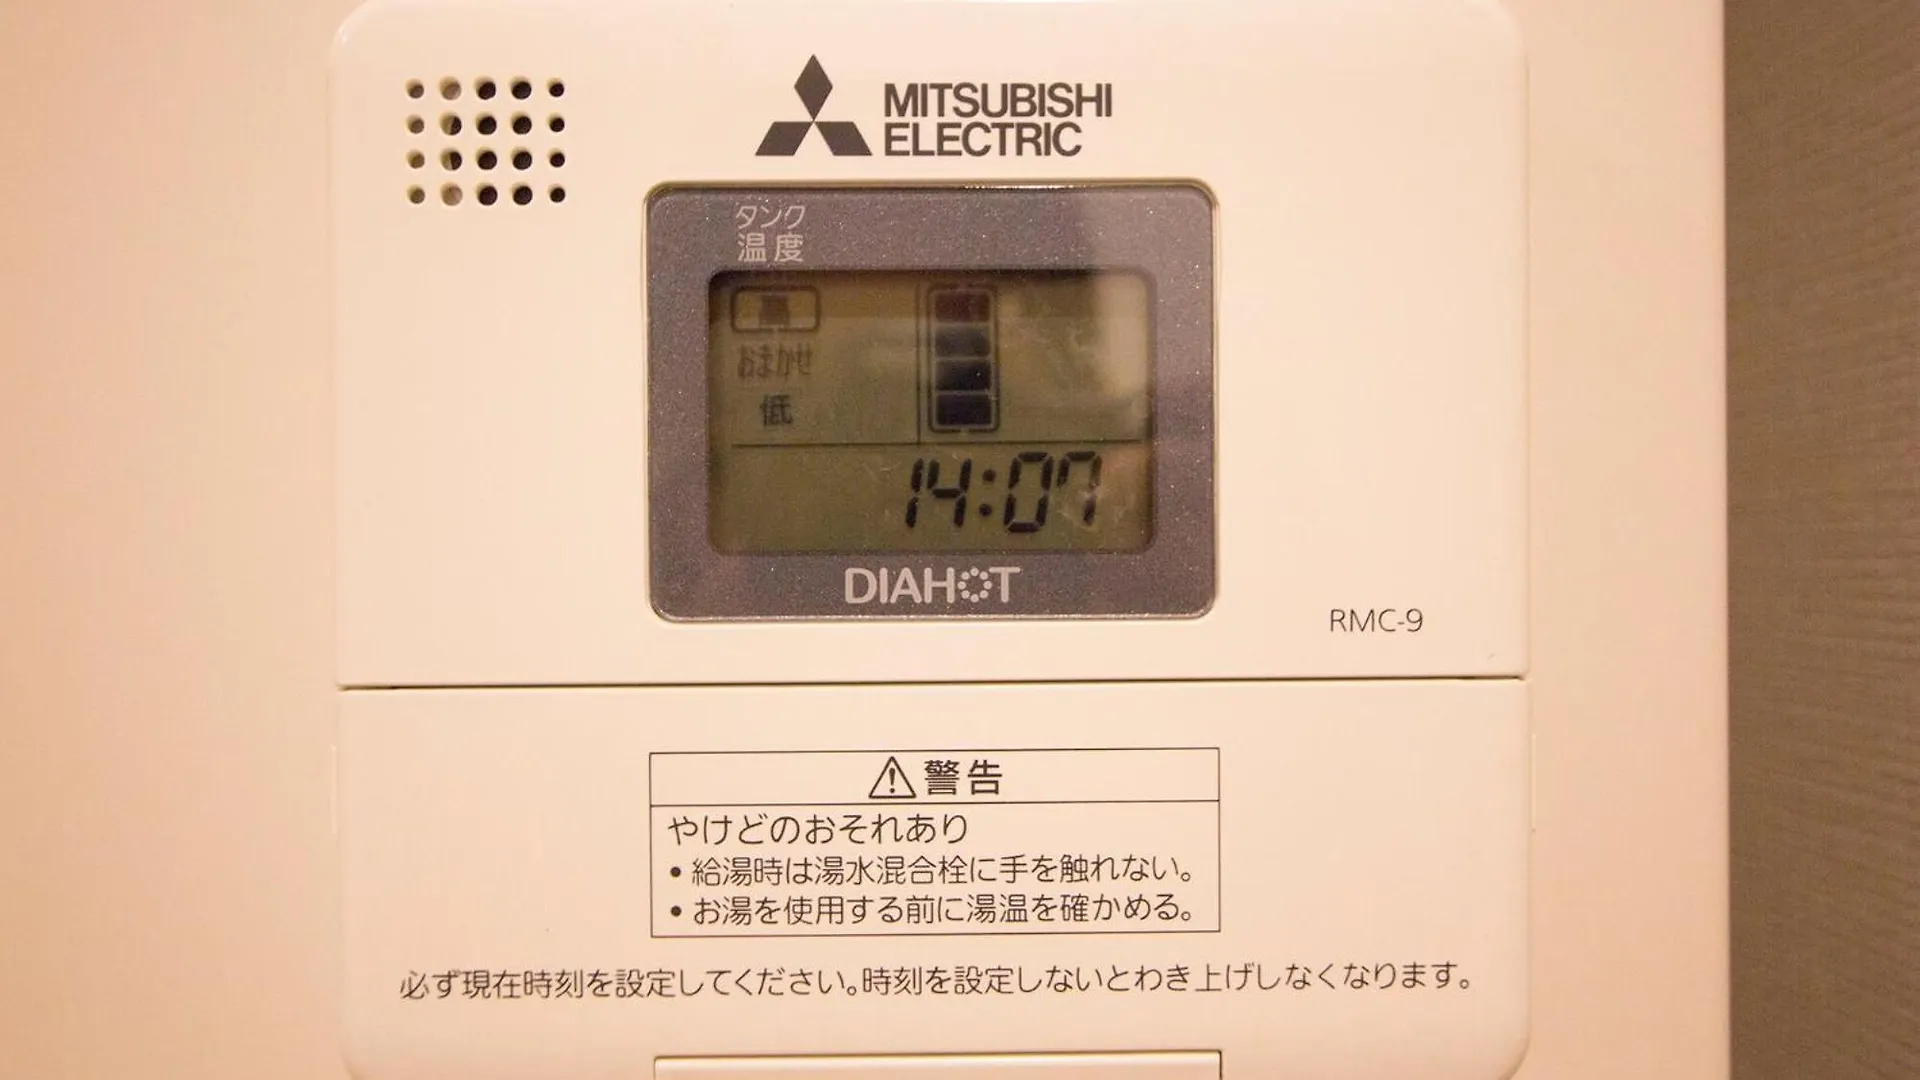 MITSUBISHI
ELECTRIC
タンク
温度
高
おまかせ
低
14:07
DIAHOT
RMC-9
警告
やけどのおそれあり
•給湯時は湯水混合栓に手を触れない。
•お湯を使用する前に湯温を確かめる。
必ず現在時刻を設定してください。時刻を設定しないとわき上げしなくなります。